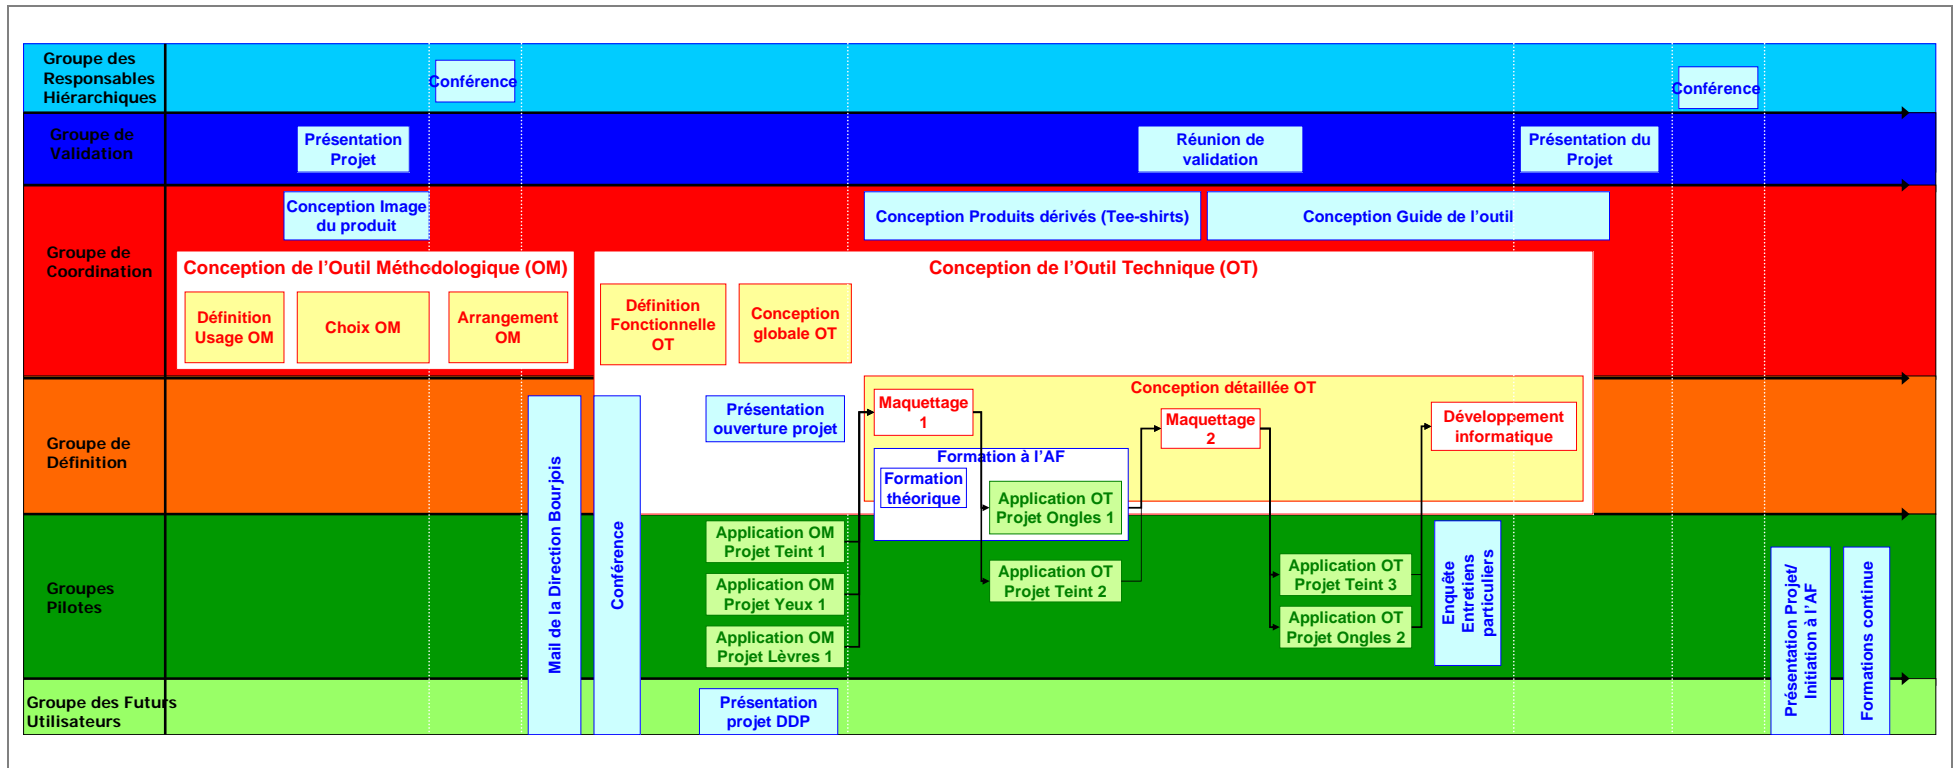 Groupe des
Responsables
Hiérarchiques
Conférence
Conférence
Groupe de
Validation
Présentation
Projet
Réunion de
validation
Présentation du
Projet
Groupe de
Coordination
Conception Image
du produit
Conception Produits dérivés (Tee-shirts)
Conception Guide de l’outil
Conception de l’Outil Méthodologique (OM)
Définition
Usage OM
Choix OM
Arrangement
OM
Conception de l’Outil Technique (OT)
Définition
Fonctionnelle
OT
Conception
globale OT
Groupe de
Définition
Mail de la Direction Bourjois
Conférence
Présentation
ouverture projet
Conception détaillée OT
Maquettage
1
Maquettage
2
Développement
informatique
Formation à l’AF
Formation
théorique
Application OT
Projet Ongles 1
Groupes
Pilotes
Application OM
Projet Teint 1
Application OM
Projet Yeux 1
Application OM
Projet Lèvres 1
Application OT
Projet Teint 2
Application OT
Projet Teint 3
Application OT
Projet Ongles 2
Enquête
Entretiens
particuliers
Présentation Projet/
Initiation à l’AF
Formations continue
Groupe des Futurs
Utilisateurs
Présentation
projet DDP